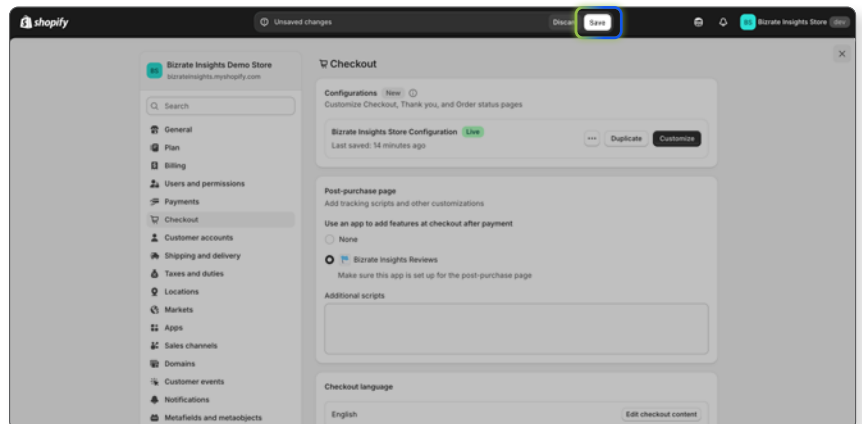 shopify
Unsaved changes
Discar
Save
BS Bizrate Insights Store dev
BS
Bizrate Insights Demo Store
bizrateinsights.myshopify.com
Search
General
Plan
Billing
Users and permissions
Payments
Checkout
Customer accounts
Shipping and delivery
Taxes and duties
Locations
Markets
Apps
Sales channels
Domains
Customer events
Notifications
Metafields and metaobjects
Checkout
Configurations New
Customize Checkout, Thank you, and Order status pages
Bizrate Insights Store Configuration Live
Last saved: 14 minutes ago
Duplicate
Customize
Post-purchase page
Add tracking scripts and other customizations
Use an app to add features at checkout after payment
None
Bizrate Insights Reviews
Make sure this app is set up for the post-purchase page
Additional scripts
Checkout language
English
Edit checkout content